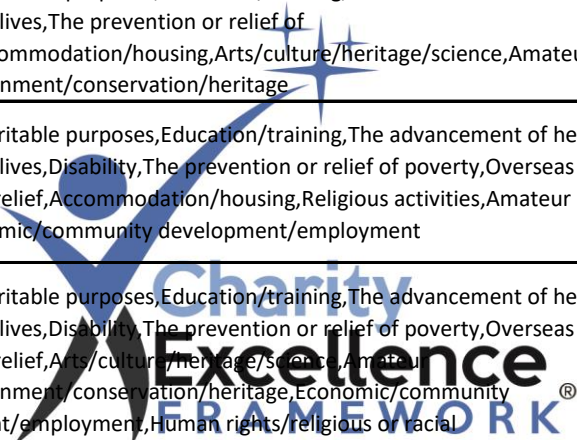 lives,The prevention or relief of
ommodation/housing,Arts/culture/heritage/science,Amateu
nment/conservation/heritage
ritable purposes,Education/training,The advancement of he
lives,Disability,The prevention or relief of poverty,Overseas
relief,Accommodation/housing,Religious activities,Amateur
mic/community development/employment
Charity
ritable purposes,Education/training,The advancement of he
lives,Disability,The prevention or relief of poverty,Overseas
relief,Arts/culture/heritage/science,Amateur
Excellence
nment/conservation/heritage,Economic/community
FRAMEWORK®
nt/employment,Human rights/religious or racial